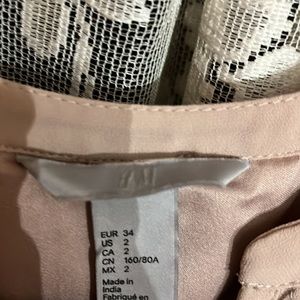 H&M
EUR 34
US 2
CA 2
CN 160/80A
MX 2
Made in
India
Fabriqué en